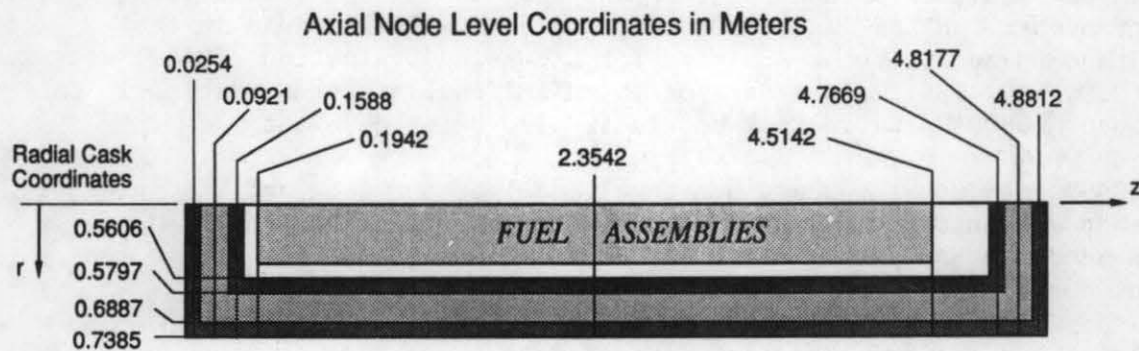 Axial Node Level Coordinates in Meters
0.0254
4.8177
0.0921
0.1588
4.7669
4.8812
0.1942
4.5142
2.3542
Radial Cask
Coordinates
z
0.5606
FUEL ASSEMBLIES
r
0.5797
0.6887
0.7385